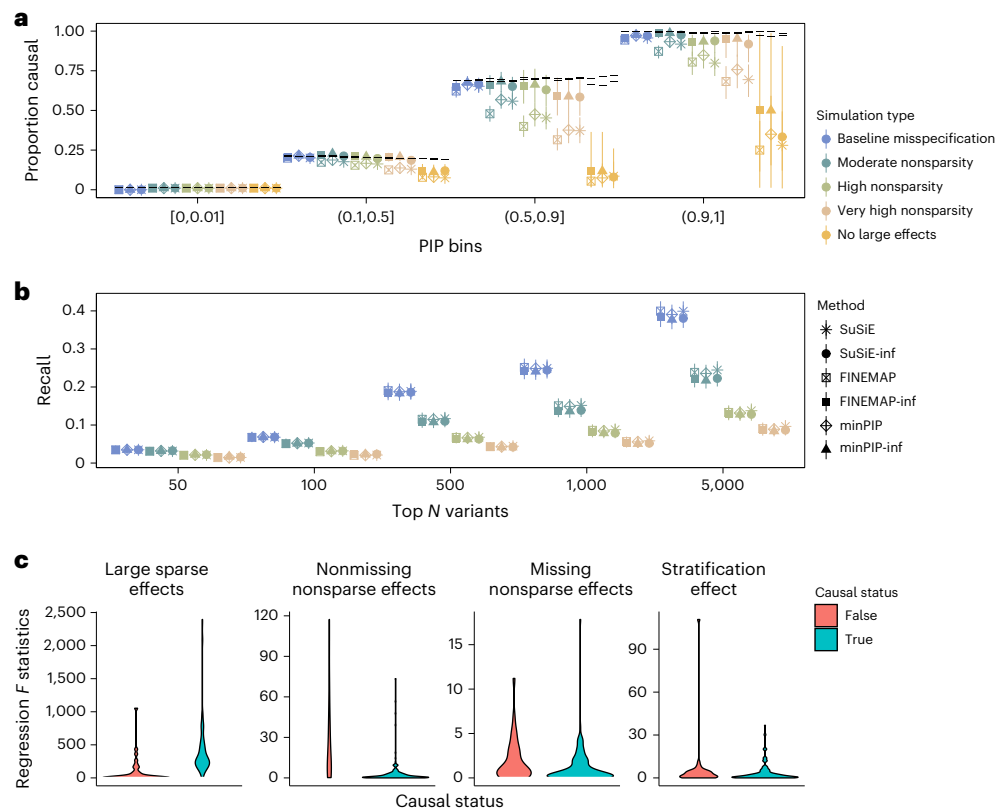 a
Proportion causal
1.00
0.75
0.50
0.25
0
[0,0.01]
(0.1,0.5]
(0.5,0.9]
(0.9,1]
PIP bins
Simulation type
Baseline misspecification
Moderate nonsparsity
High nonsparsity
Very high nonsparsity
No large effects
b
Recall
0.4
0.3
0.2
0.1
0
50
100
500
1,000
5,000
Top N variants
Method
SuSiE
SuSiE-inf
FINEMAP
FINEMAP-inf
minPIP
minPIP-inf
c
Regression F statistics
Large sparse
effects
2,500
2,000
1,500
1,000
500
0
Nonmissing
nonsparse effects
120
90
60
30
0
Missing
nonsparse effects
15
10
5
0
Stratification
effect
90
60
30
0
Causal status
Causal status
False
True